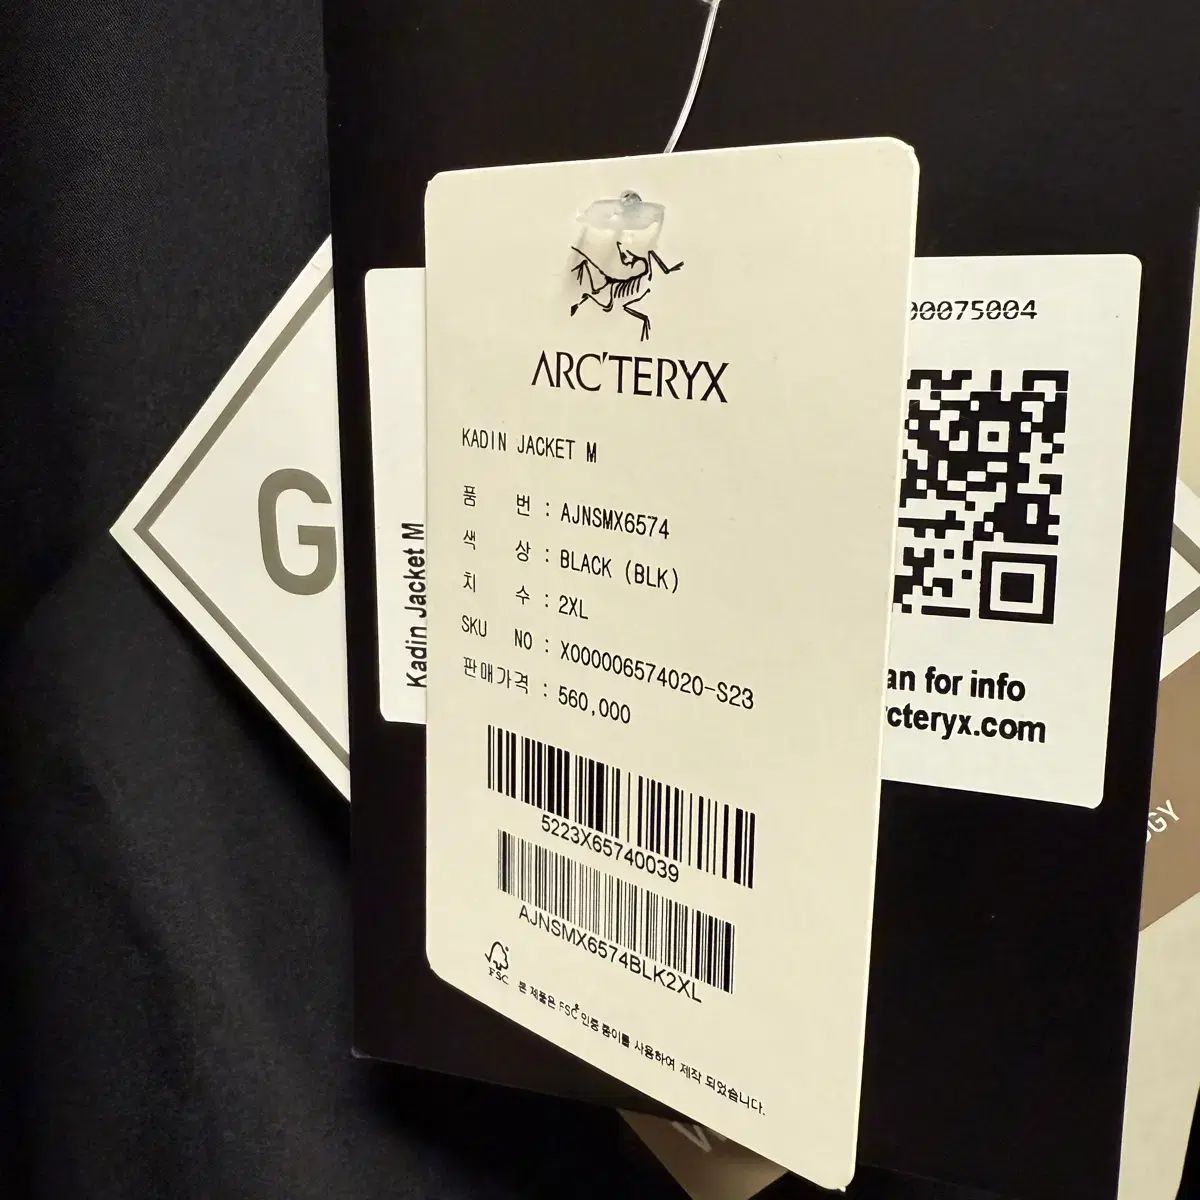 ARC'TERYX
KADIN JACKET M
품 번 : AJNSMX6574
색 상 : BLACK (BLK)
치 수 : 2XL
SKU NO : X000006574020-S23
판매가격 : 560,000
5223X65740039
AJNSMX6574BLK2XL
FSC
본 제품은 FSC® 인증 종이를 사용하여 제작 되었습니다.
G
Kadin Jacket M
00075004
an for info
rcteryx.com
GY